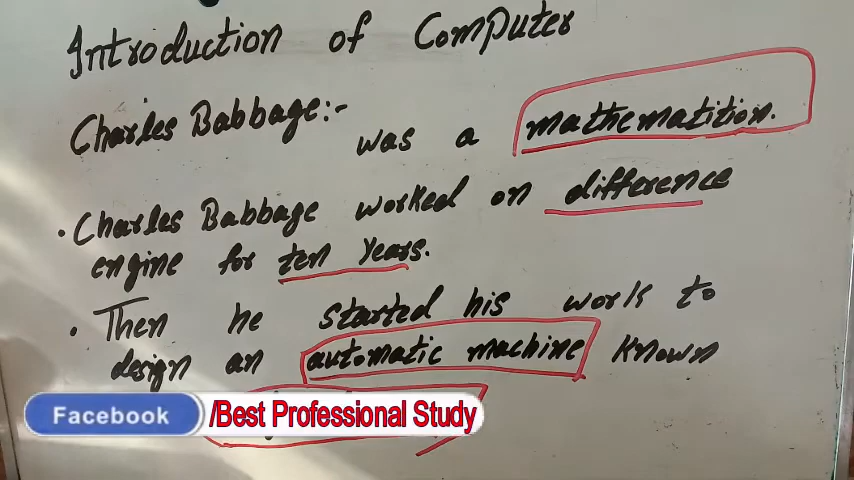 Introduction of Computer
Charles Babbage:-
was a mathematition.
• Charles Babbage worked on difference
engine for ten years.
• Then he started his work to
design an automatic machine known
Facebook /Best Professional Study